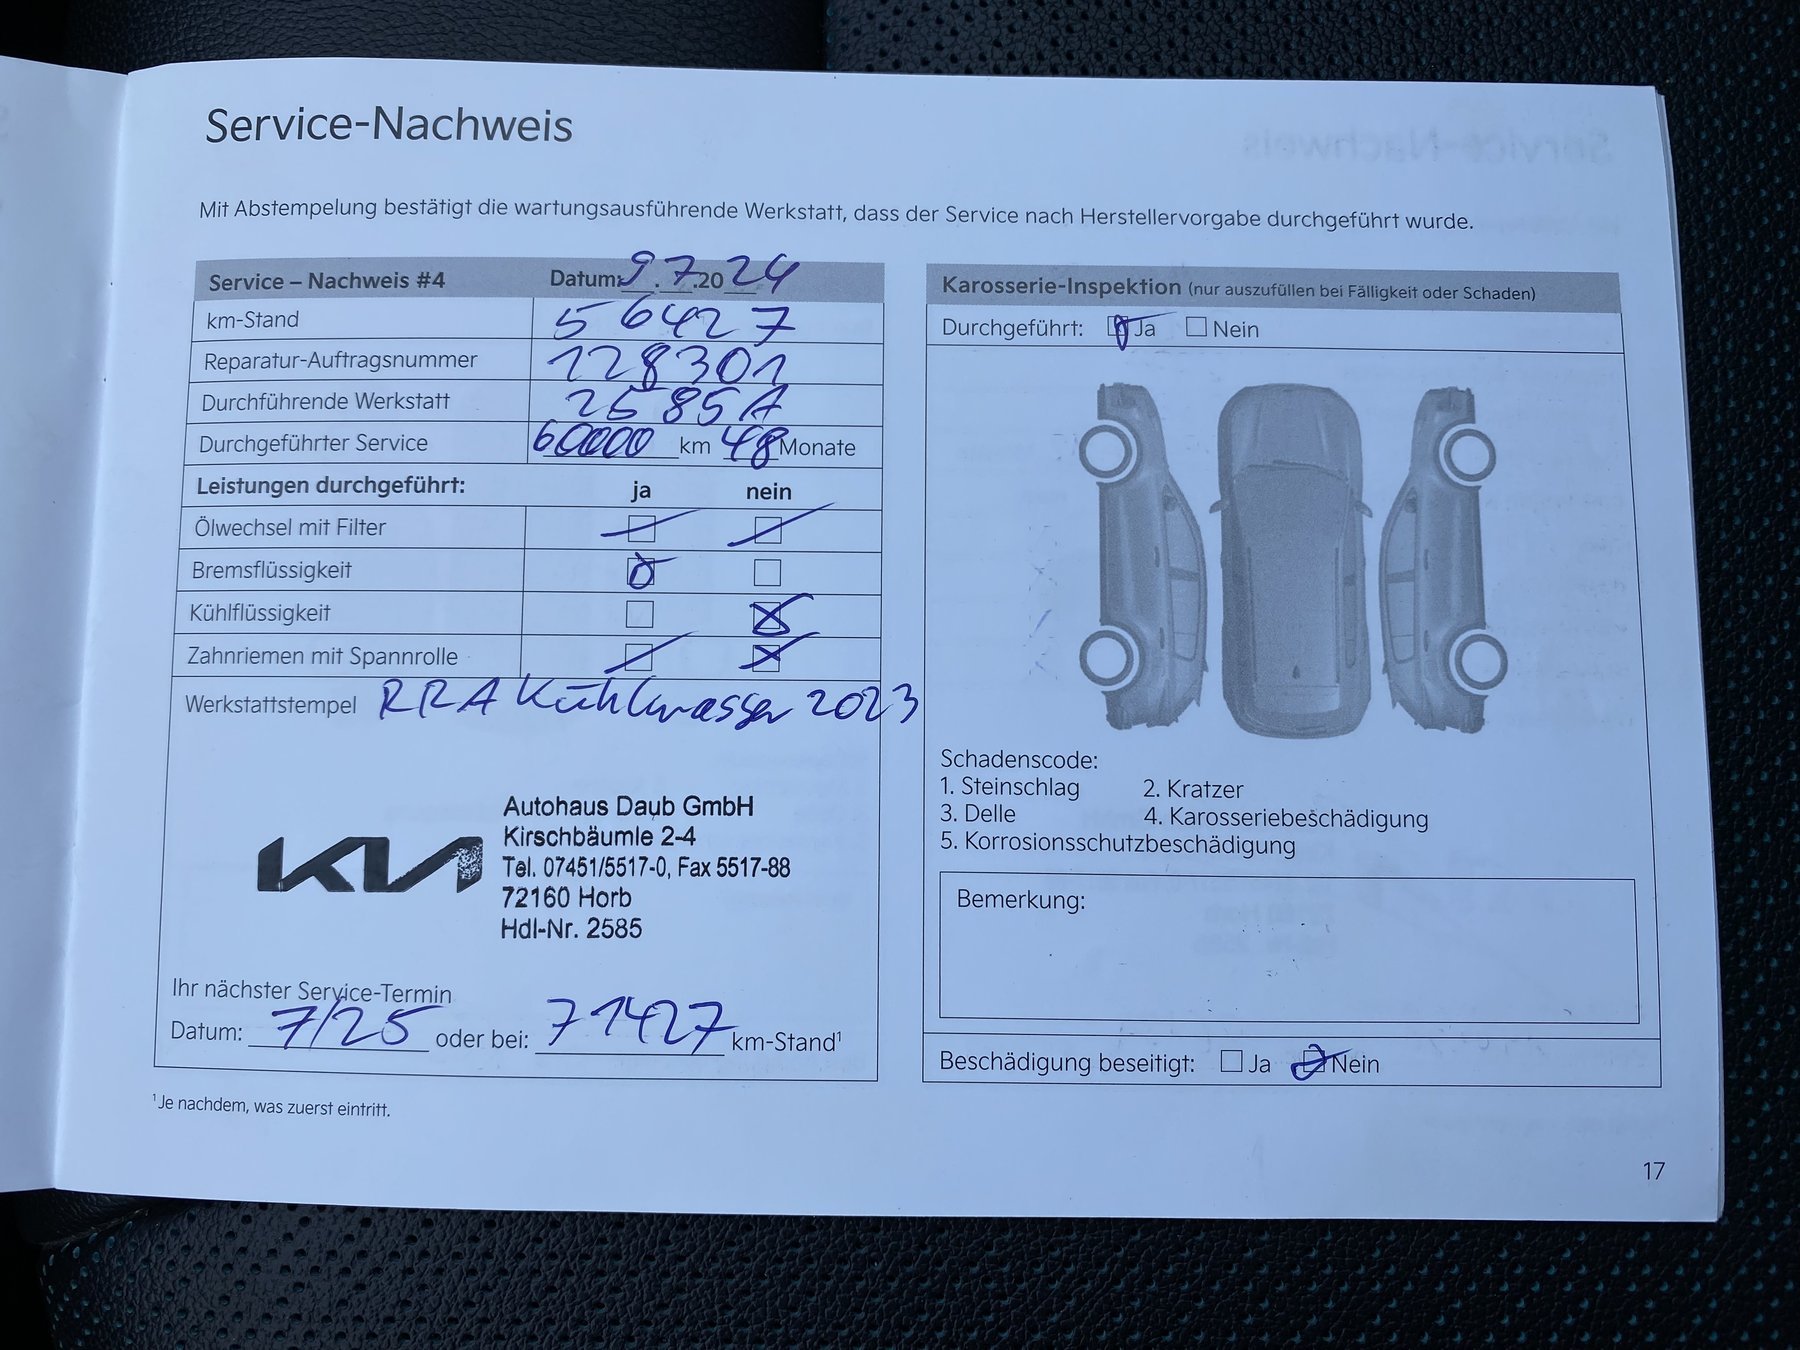 Service-Nachweis
Mit Abstempelung bestätigt die wartungsausführende Werkstatt, dass der Service nach Herstellervorgabe durchgeführt wurde.
Service – Nachweis #4 Datum: 9.7.2024
km-Stand 56427
Reparatur-Auftragsnummer 128301
Durchführende Werkstatt 2585A
Durchgeführter Service 60000 km 48 Monate
Leistungen durchgeführt: ja nein
Ölwechsel mit Filter
Bremsflüssigkeit
Kühlflüssigkeit
Zahnriemen mit Spannrolle
Werkstattstempel RRA Kühlwasser 2023
KIA
Autohaus Daub GmbH
Kirschbäumle 2-4
Tel. 07451/5517-0, Fax 5517-88
72160 Horb
Hdl-Nr. 2585
Ihr nächster Service-Termin
Datum: 7/25 oder bei: 71427 km-Stand¹
¹Je nachdem, was zuerst eintritt.
Karosserie-Inspektion (nur auszufüllen bei Fälligkeit oder Schaden)
Durchgeführt: Ja Nein
Schadenscode:
1. Steinschlag 2. Kratzer
3. Delle 4. Karosseriebeschädigung
5. Korrosionsschutzbeschädigung
Bemerkung:
Beschädigung beseitigt: Ja Nein
17